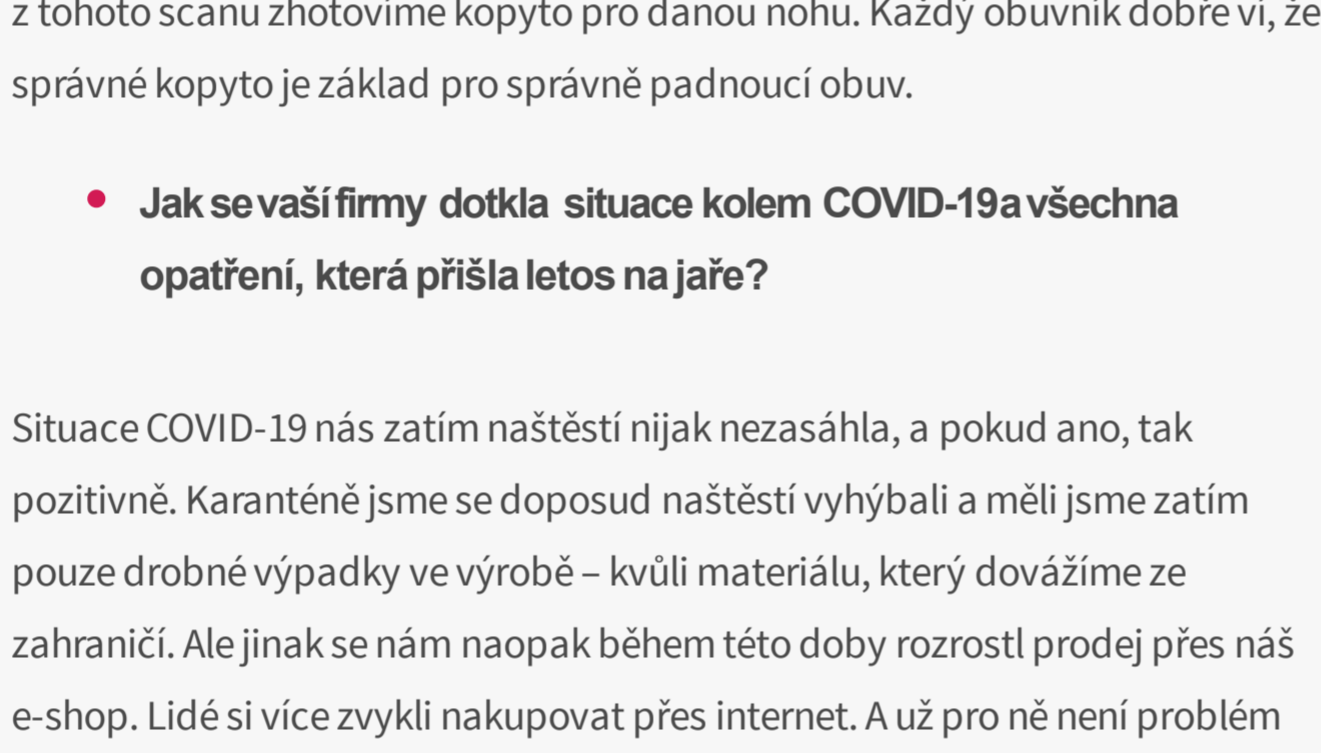 z tohoto scanu zhotovíme kopyto pro danou nohu. Každý obuvník dobře ví, že
správné kopyto je základ pro správně padnoucí obuv.
• Jak se vaší firmy dotkla situace kolem COVID-19 a všechna
opatření, která přišla letos na jaře?
Situace COVID-19 nás zatím naštěstí nijak nezasáhla, a pokud ano, tak
pozitivně. Karanténě jsme se doposud naštěstí vyhýbali a měli jsme zatím
pouze drobné výpadky ve výrobě – kvůli materiálu, který dovážíme ze
zahraničí. Ale jinak se nám naopak během této doby rozrostl prodej přes náš
e-shop. Lidé si více zvykli nakupovat přes internet. A už pro ně není problém